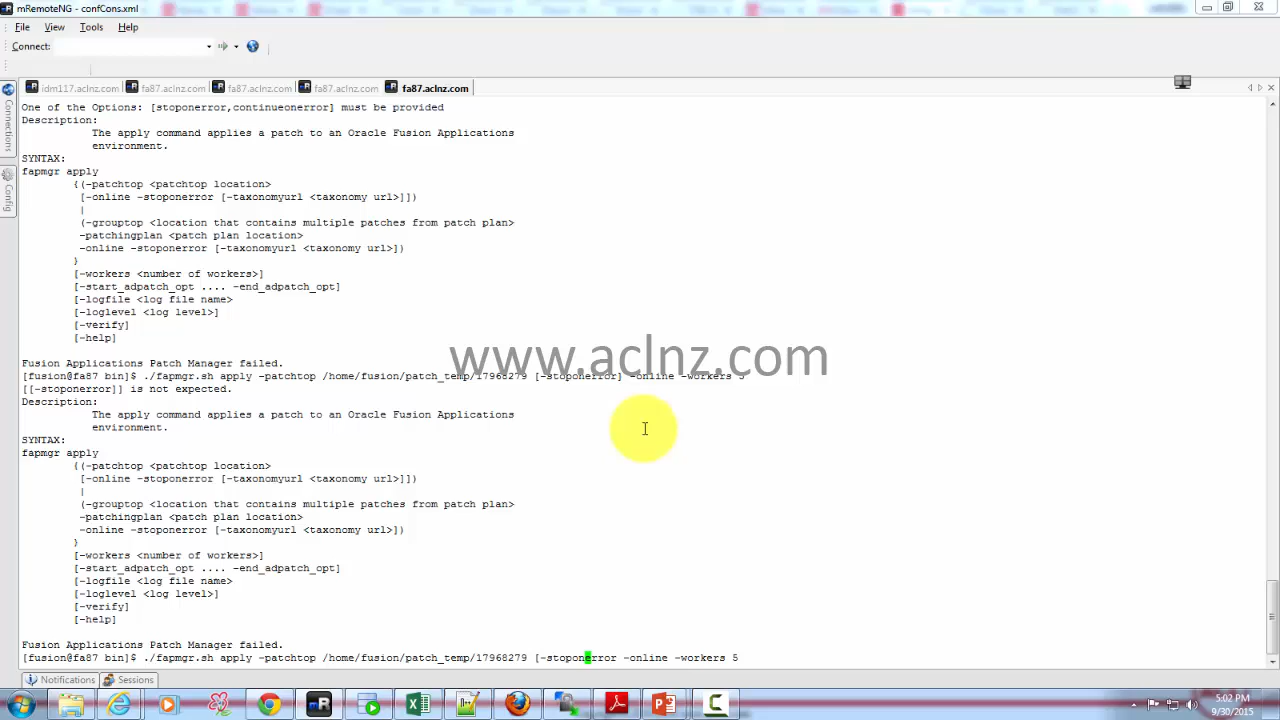 mRemoteNG - confCons.xml
File View Tools Help
Connect:
idm117.aclnz.com fa87.aclnz.com fa87.aclnz.com fa87.aclnz.com fa87.aclnz.com
Connections
Config
One of the Options: [stoponerror,continueonerror] must be provided
Description:
The apply command applies a patch to an Oracle Fusion Applications
environment.
SYNTAX:
fapmgr apply
{(-patchtop <patchtop location>
[-online -stoponerror [-taxonomyurl <taxonomy url>]])
|
(-grouptop <location that contains multiple patches from patch plan>
-patchingplan <patch plan location>
-online -stoponerror [-taxonomyurl <taxonomy url>])
}
[-workers <number of workers>]
[-start_adpatch_opt .... -end_adpatch_opt]
[-logfile <log file name>
[-loglevel <log level>]
[-verify]
[-help]
Fusion Applications Patch Manager failed.
[fusion@fa87 bin]$ ./fapmgr.sh apply -patchtop /home/fusion/patch_temp/17968279 [-stoponerror] -online -workers 5
[[-stoponerror]] is not expected.
Description:
The apply command applies a patch to an Oracle Fusion Applications
environment.
SYNTAX:
fapmgr apply
{(-patchtop <patchtop location>
[-online -stoponerror [-taxonomyurl <taxonomy url>]])
|
(-grouptop <location that contains multiple patches from patch plan>
-patchingplan <patch plan location>
-online -stoponerror [-taxonomyurl <taxonomy url>])
}
[-workers <number of workers>]
[-start_adpatch_opt .... -end_adpatch_opt]
[-logfile <log file name>
[-loglevel <log level>]
[-verify]
[-help]
Fusion Applications Patch Manager failed.
[fusion@fa87 bin]$ ./fapmgr.sh apply -patchtop /home/fusion/patch_temp/17968279 [-stoponerror -online -workers 5
www.aclnz.com
Notifications Sessions
5:02 PM
9/30/2015